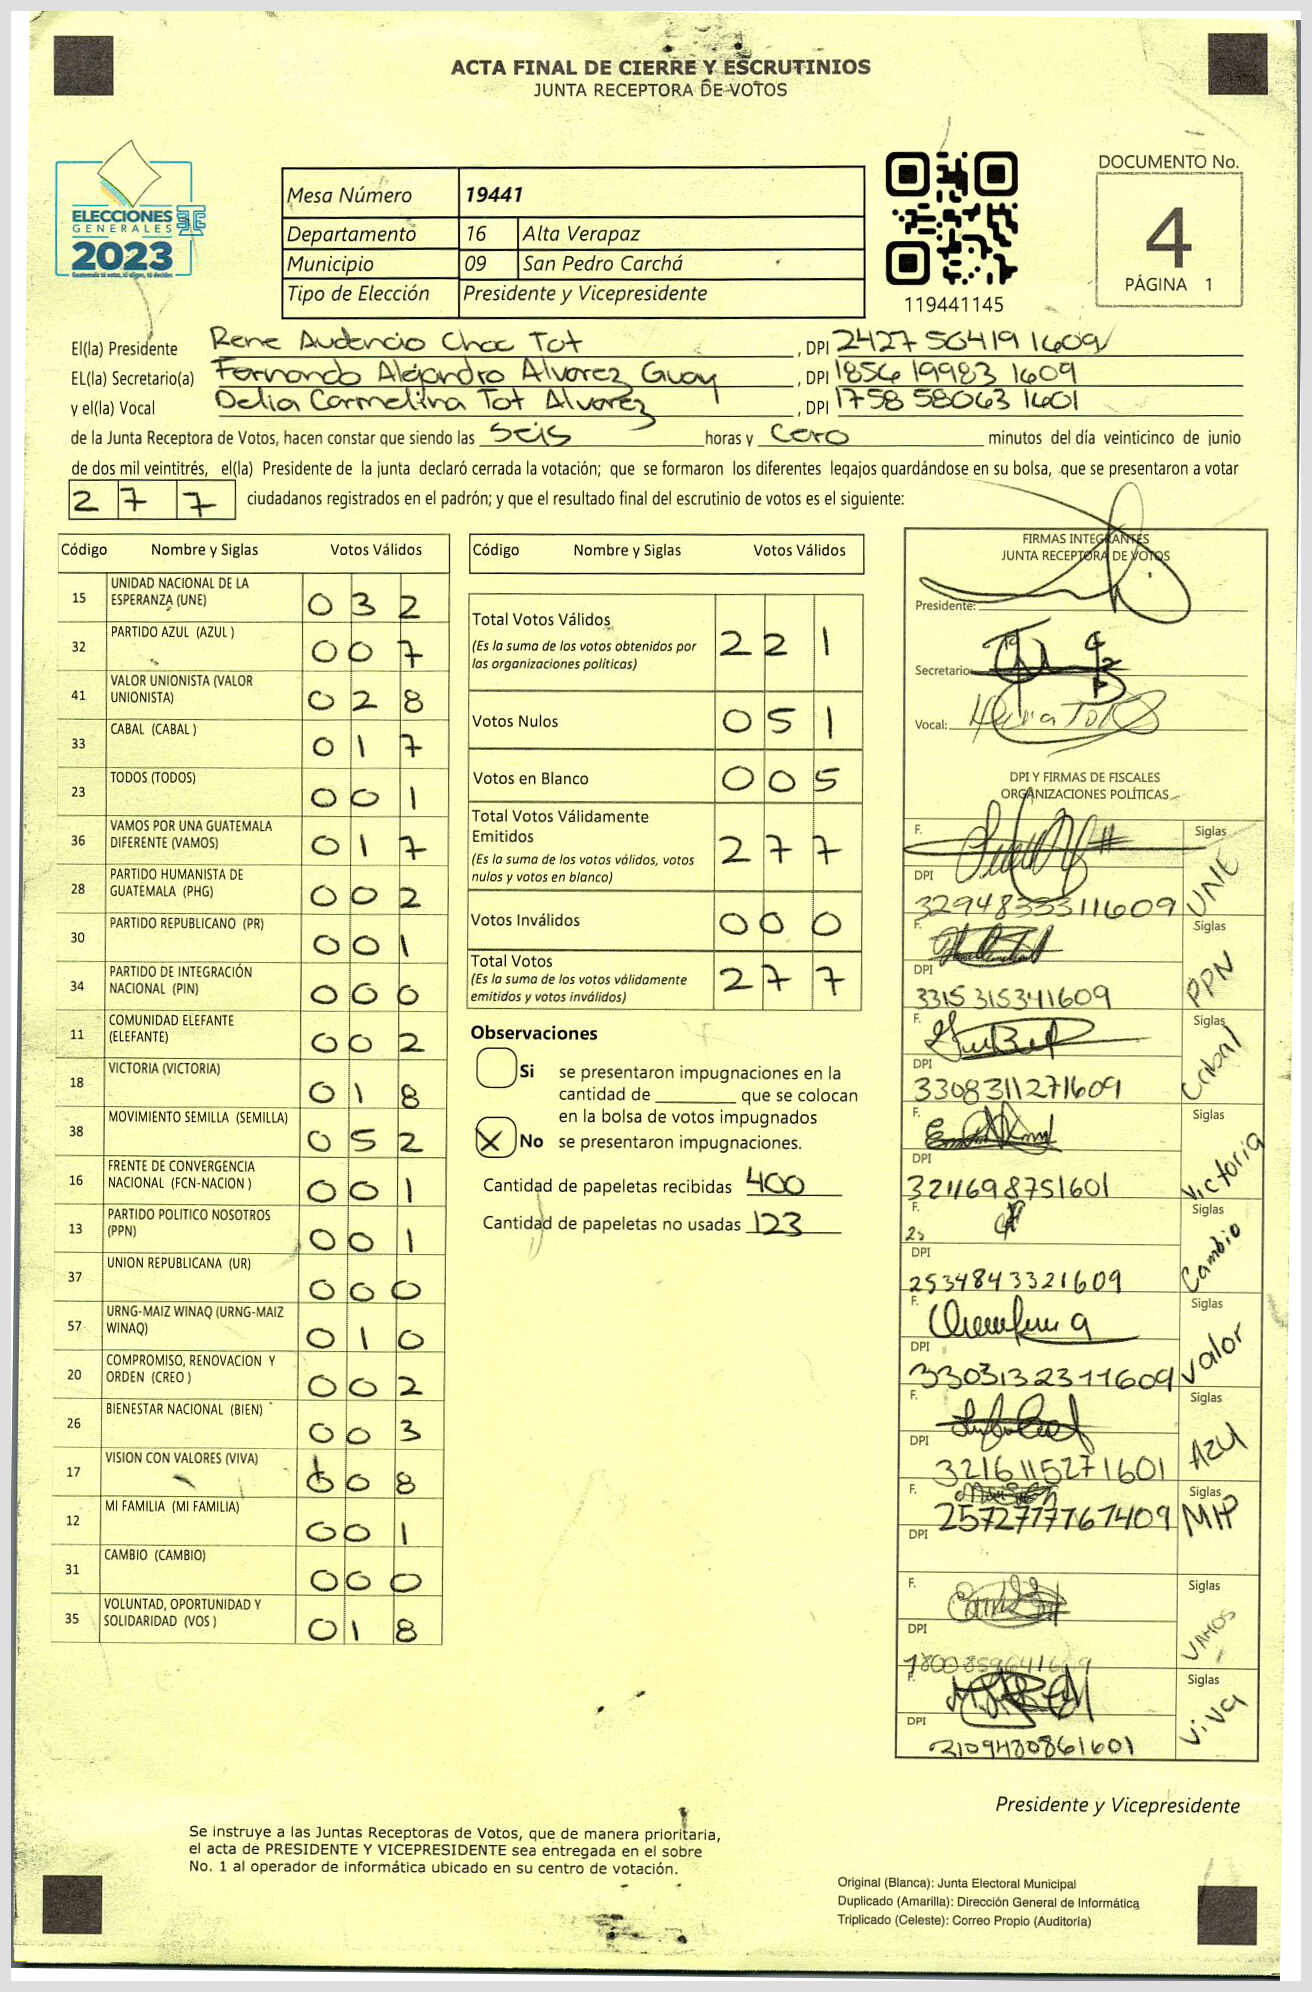 ACTA FINAL DE CIERRE Y ESCRUTINIOS
JUNTA RECEPTORA DE VOTOS
ELECCIONES
GENERALES
2023
Guatemala tú votas, tú eliges, tú decides
Mesa Número 19441
Departamento 16 Alta Verapaz
Municipio 09 San Pedro Carchá
Tipo de Elección Presidente y Vicepresidente
119441145
DOCUMENTO No.
4
PÁGINA 1
El(la) Presidente Rene Audencio Choc Tot, DPI 2427 56419 1609
EL(la) Secretario(a) Fernando Alejandro Alvarez Guay, DPI 1856 19983 1609
y el(la) Vocal Delia Carmelina Tot Alvarez, DPI 1758 58063 1601
de la Junta Receptora de Votos, hacen constar que siendo las Seis horas y Cero minutos del día veinticinco de junio
de dos mil veintitrés, el(la) Presidente de la junta declaró cerrada la votación; que se formaron los diferentes legajos guardándose en su bolsa, que se presentaron a votar
2 7 7 ciudadanos registrados en el padrón; y que el resultado final del escrutinio de votos es el siguiente:
Código Nombre y Siglas Votos Válidos
15 UNIDAD NACIONAL DE LA ESPERANZA (UNE) 0 3 2
32 PARTIDO AZUL (AZUL ) 0 0 7
41 VALOR UNIONISTA (VALOR UNIONISTA) 0 2 8
33 CABAL (CABAL ) 0 1 7
23 TODOS (TODOS) 0 0 1
36 VAMOS POR UNA GUATEMALA DIFERENTE (VAMOS) 0 1 7
28 PARTIDO HUMANISTA DE GUATEMALA (PHG) 0 0 2
30 PARTIDO REPUBLICANO (PR) 0 0 1
34 PARTIDO DE INTEGRACIÓN NACIONAL (PIN) 0 0 0
11 COMUNIDAD ELEFANTE (ELEFANTE) 0 0 2
18 VICTORIA (VICTORIA) 0 1 8
38 MOVIMIENTO SEMILLA (SEMILLA) 0 5 2
16 FRENTE DE CONVERGENCIA NACIONAL (FCN-NACION ) 0 0 1
13 PARTIDO POLITICO NOSOTROS (PPN) 0 0 1
37 UNION REPUBLICANA (UR) 0 0 0
57 URNG-MAIZ WINAQ (URNG-MAIZ WINAQ) 0 1 0
20 COMPROMISO, RENOVACION Y ORDEN (CREO ) 0 0 2
26 BIENESTAR NACIONAL (BIEN) 0 0 3
17 VISION CON VALORES (VIVA) 0 0 8
12 MI FAMILIA (MI FAMILIA) 0 0 1
31 CAMBIO (CAMBIO) 0 0 0
35 VOLUNTAD, OPORTUNIDAD Y SOLIDARIDAD (VOS ) 0 1 8
Código Nombre y Siglas Votos Válidos
Total Votos Válidos 2 2 1
(Es la suma de los votos obtenidos por
las organizaciones políticas)
Votos Nulos 0 5 1
Votos en Blanco 0 0 5
Total Votos Válidamente
Emitidos 2 7 7
(Es la suma de los votos válidos, votos
nulos y votos en blanco)
Votos Inválidos 0 0 0
Total Votos 2 7 7
(Es la suma de los votos válidamente
emitidos y votos inválidos)
Observaciones
Si se presentaron impugnaciones en la
cantidad de ________ que se colocan
en la bolsa de votos impugnados
X No se presentaron impugnaciones.
Cantidad de papeletas recibidas 400
Cantidad de papeletas no usadas 123
FIRMAS INTEGRANTES
JUNTA RECEPTORA DE VOTOS
Presidente:
Secretario:
Vocal:
DPI Y FIRMAS DE FISCALES
ORGANIZACIONES POLÍTICAS
F. Siglas UNE
DPI 3294833311609
F. Siglas PPN
DPI 3315315341609
F. Siglas Cabal
DPI 3308311271609
F. Siglas Victoria
DPI 3211698751601
F. Siglas Cambio
DPI 2534843321609
F. Siglas Valor
DPI 3303132311609
F. Siglas AZUl
DPI 3216115271601
F. Siglas MLP
DPI 2572777767409
F. Siglas VAMOS
DPI
F. Siglas Viva
DPI 2109480861601
Presidente y Vicepresidente
Se instruye a las Juntas Receptoras de Votos, que de manera prioritaria,
el acta de PRESIDENTE Y VICEPRESIDENTE sea entregada en el sobre
No. 1 al operador de informática ubicado en su centro de votación.
Original (Blanca): Junta Electoral Municipal
Duplicado (Amarilla): Dirección General de Informática
Triplicado (Celeste): Correo Propio (Auditoría)